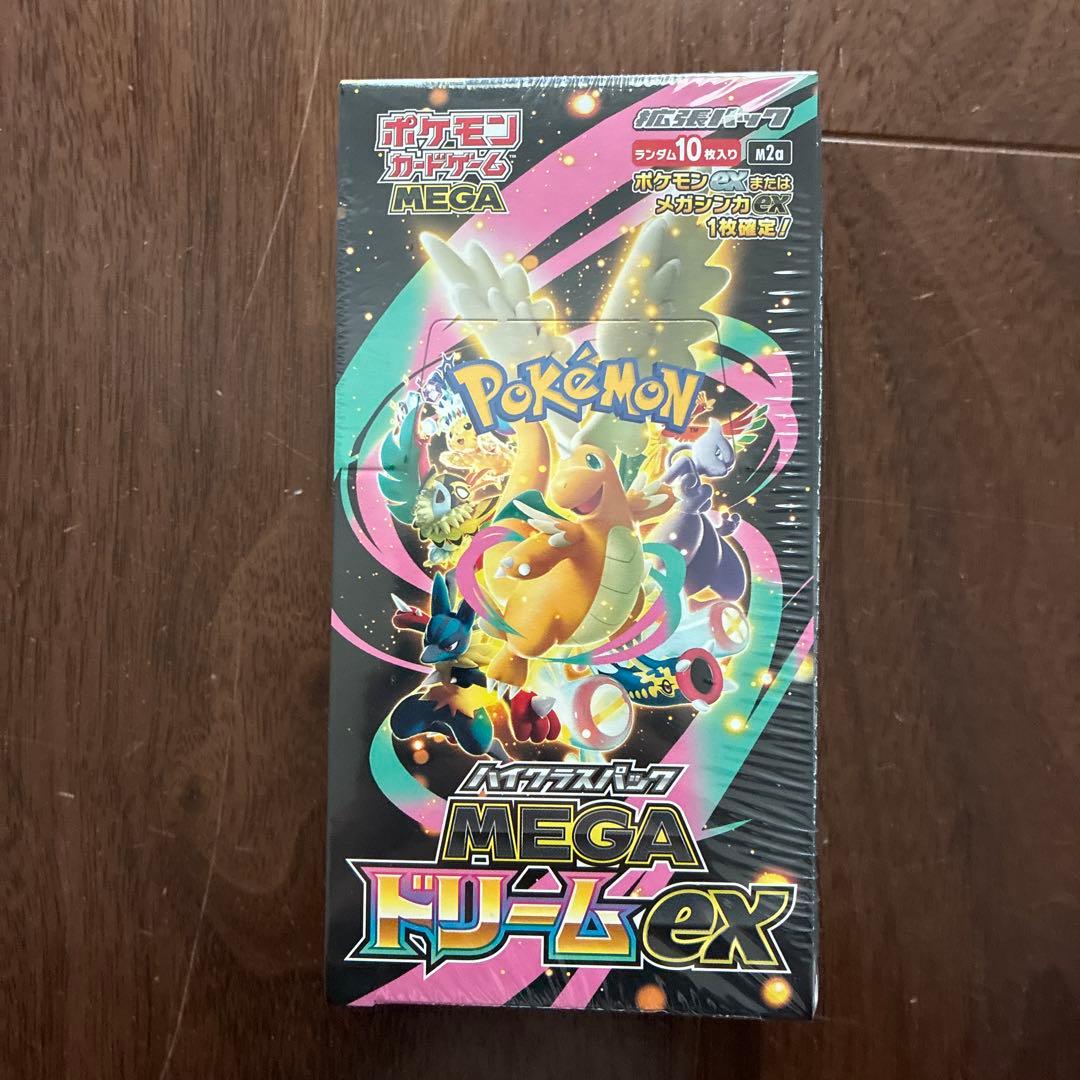 ポケモン
カードゲーム™
MEGA
拡張パック
ランダム10枚入り M2a
ポケモンexまたは
メガシンカex
1枚確定!
POKÉMON
TM
ハイクラスパック
MEGA
ドリームex